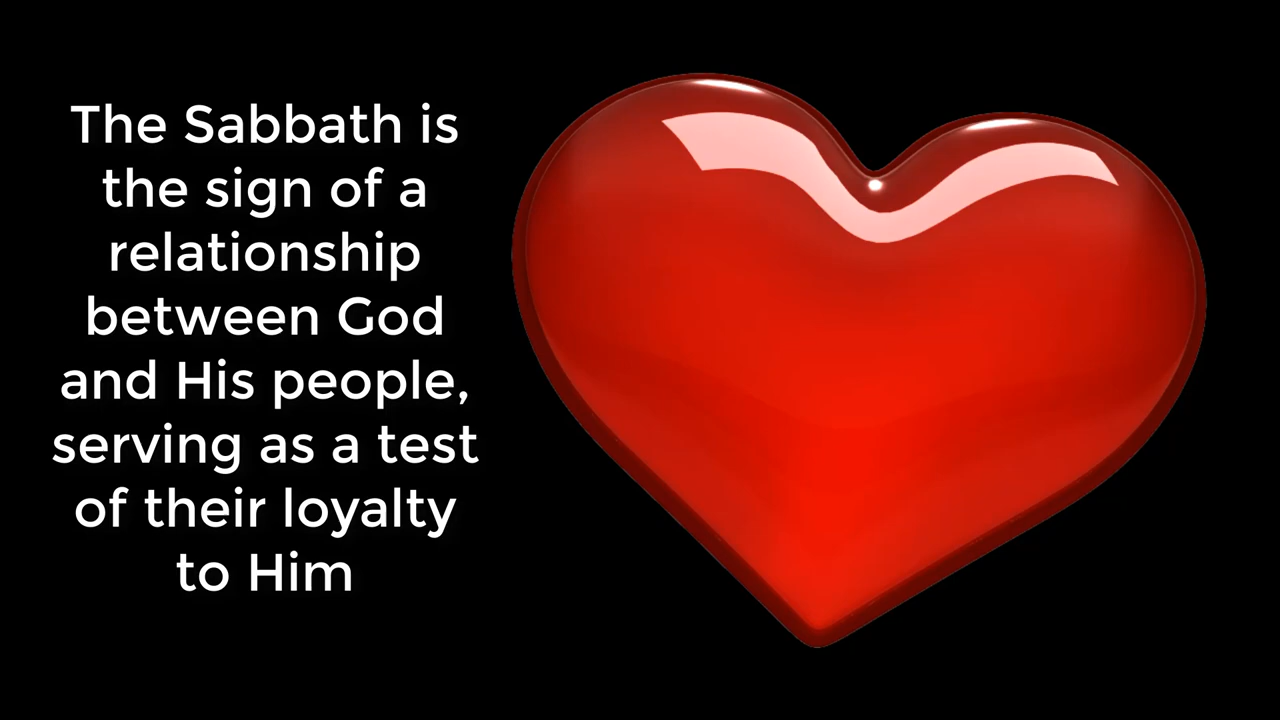 The Sabbath is
the sign of a
relationship
between God
and His people,
serving as a test
of their loyalty
to Him